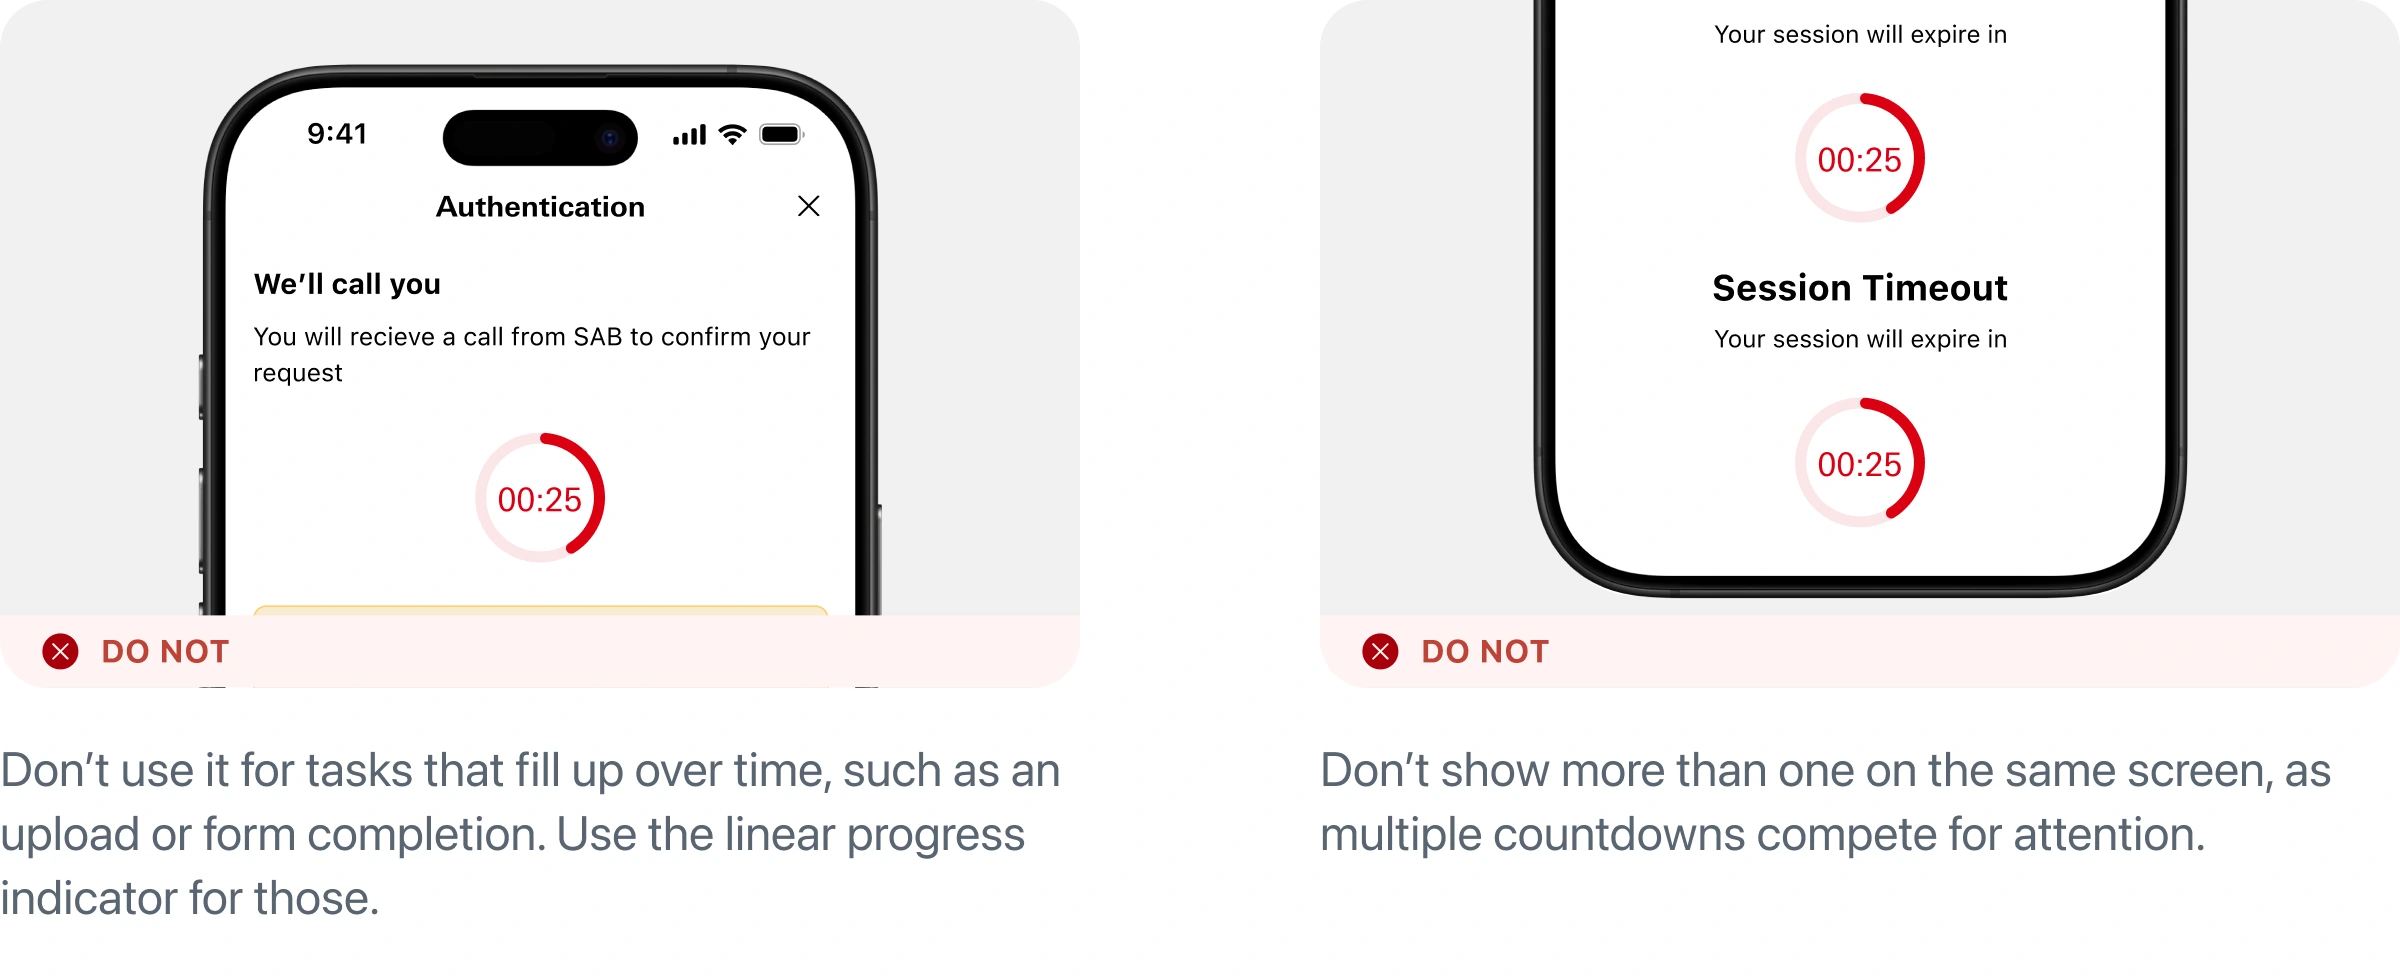 9:41
Authentication
We’ll call you
You will recieve a call from SAB to confirm your
request
00:25
DO NOT
Don’t use it for tasks that fill up over time, such as an
upload or form completion. Use the linear progress
indicator for those.
Your session will expire in
00:25
Session Timeout
Your session will expire in
00:25
DO NOT
Don’t show more than one on the same screen, as
multiple countdowns compete for attention.